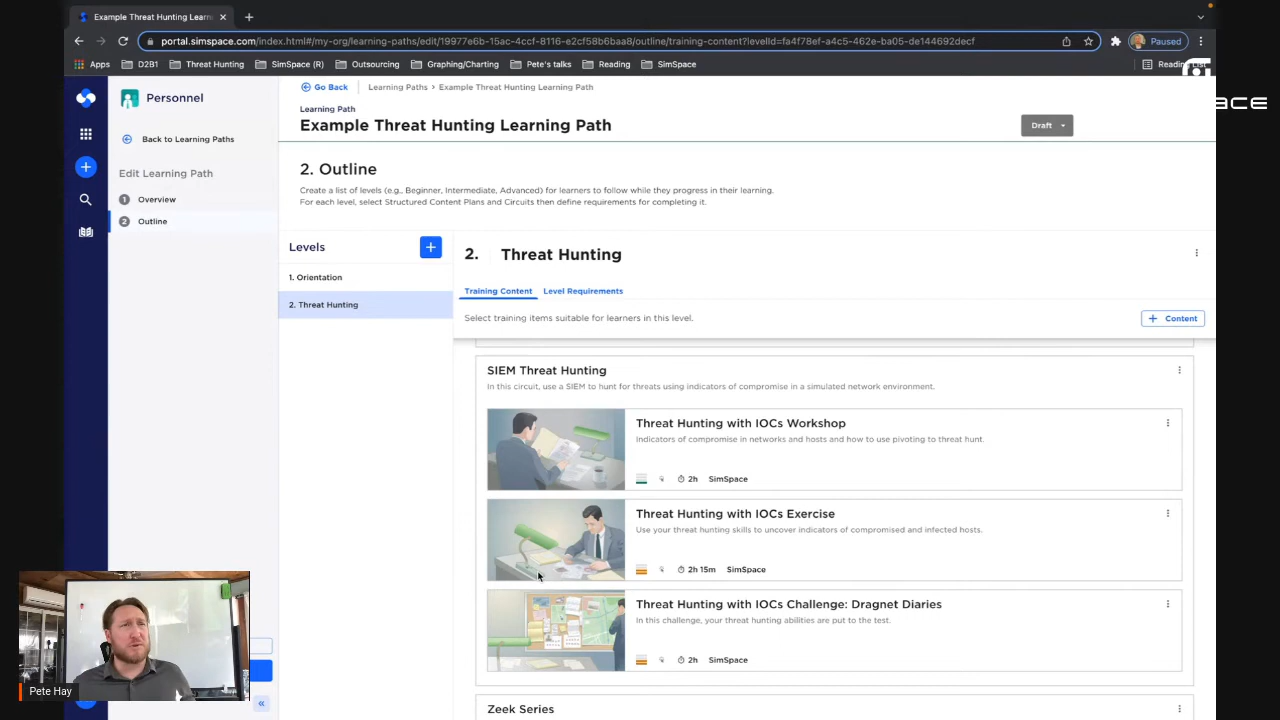 Example Threat Hunting Learn
portal.simspace.com/index.html#/my-org/learning-paths/edit/19977e6b-15ac-4ccf-8116-e2cf58b6baa8/outline/training-content?levelId=fa4f78ef-a4c5-462e-ba05-de144692decf
Paused
Apps
D2B1
Threat Hunting
SimSpace (R)
Outsourcing
Graphing/Charting
Pete's talks
Reading
SimSpace
Reading List
ACE
Personnel
Back to Learning Paths
Edit Learning Path
1 Overview
2 Outline
Go Back
Learning Paths > Example Threat Hunting Learning Path
Learning Path
Example Threat Hunting Learning Path
Draft
2. Outline
Create a list of levels (e.g., Beginner, Intermediate, Advanced) for learners to follow while they progress in their learning.
For each level, select Structured Content Plans and Circuits then define requirements for completing it.
Levels
1. Orientation
2. Threat Hunting
2. Threat Hunting
Training Content
Level Requirements
Select training items suitable for learners in this level.
+ Content
SIEM Threat Hunting
In this circuit, use a SIEM to hunt for threats using indicators of compromise in a simulated network environment.
Threat Hunting with IOCs Workshop
Indicators of compromise in networks and hosts and how to use pivoting to threat hunt.
2h SimSpace
Threat Hunting with IOCs Exercise
Use your threat hunting skills to uncover indicators of compromised and infected hosts.
2h 15m SimSpace
Threat Hunting with IOCs Challenge: Dragnet Diaries
In this challenge, your threat hunting abilities are put to the test.
2h SimSpace
Zeek Series
Pete Hay